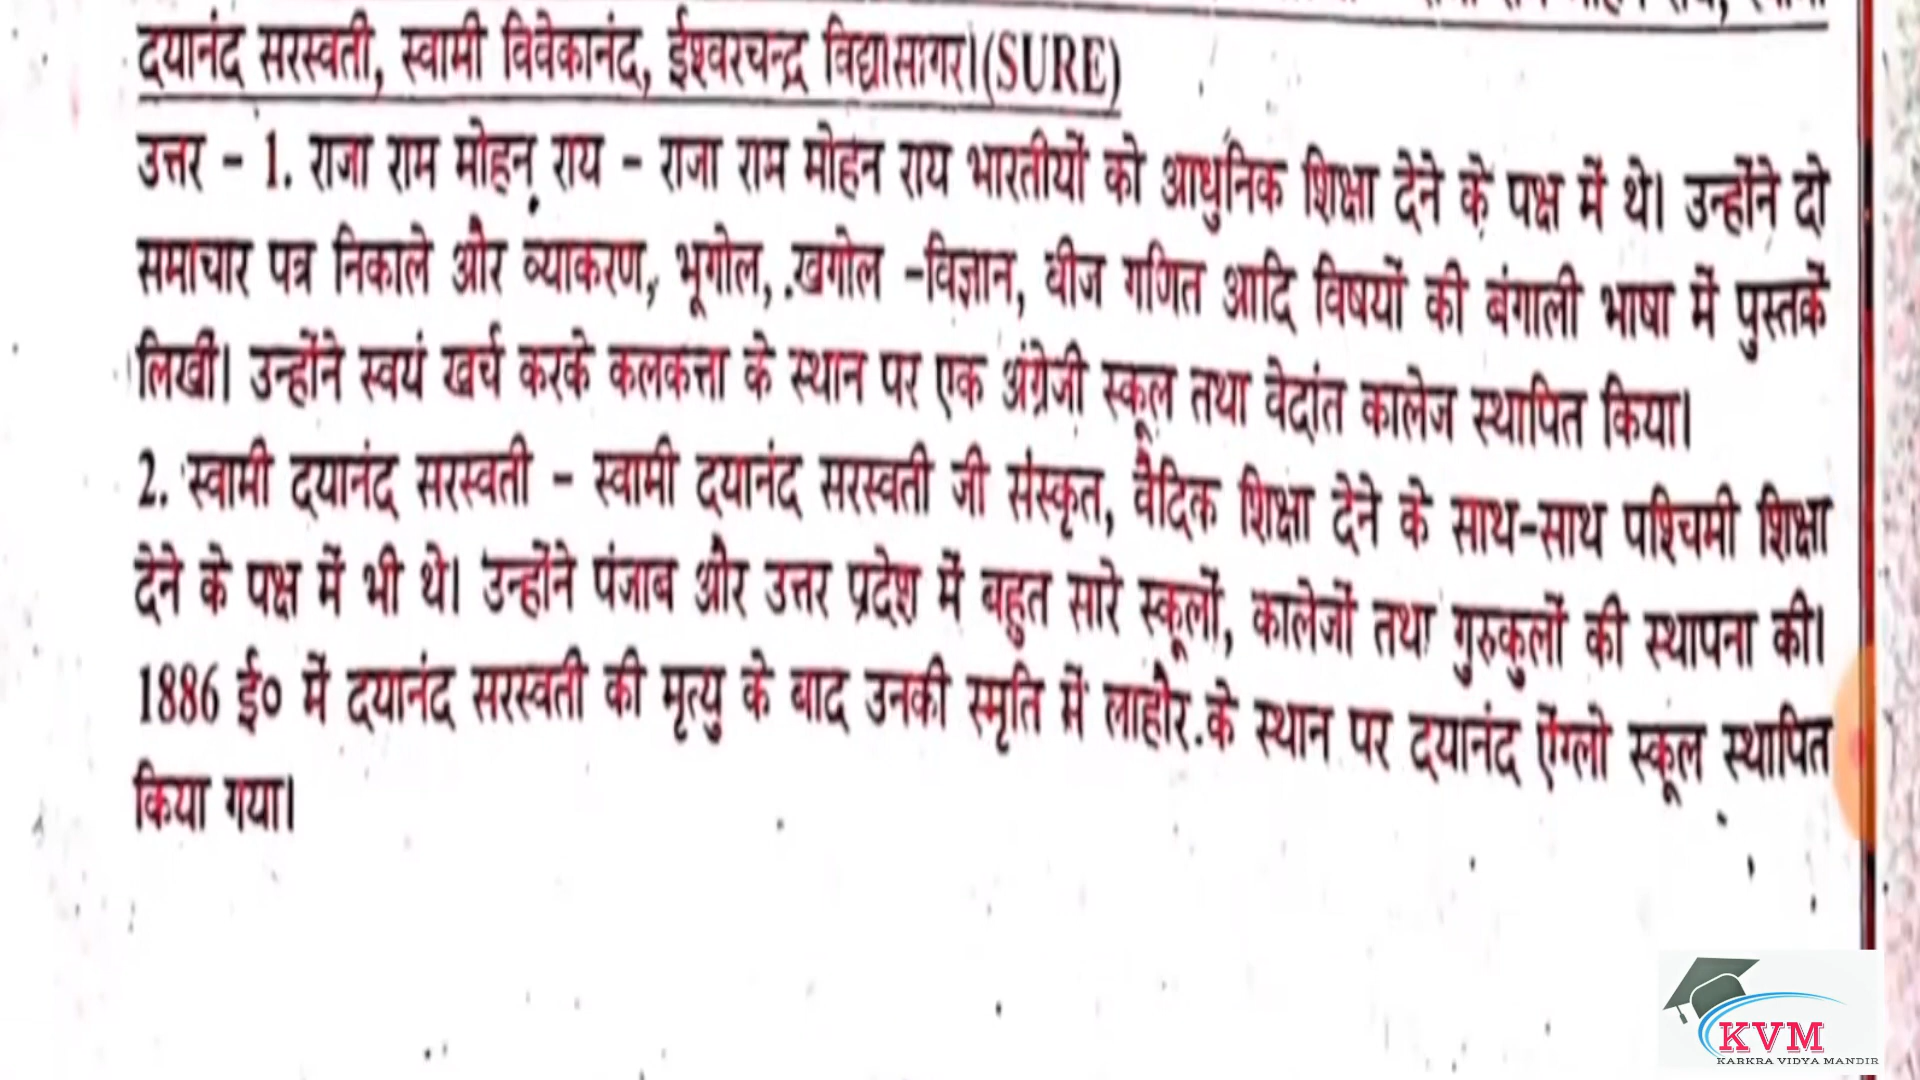 दयानंद सरस्वती, स्वामी विवेकानंद, ईश्वरचन्द्र विद्यासागर।(SURE)
उत्तर - 1. राजा राम मोहन राय - राजा राम मोहन राय भारतीयों को आधुनिक शिक्षा देने के पक्ष में थे। उन्होंने दो
समाचार पत्र निकाले और व्याकरण, भूगोल, खगोल -विज्ञान, बीज गणित आदि विषयों की बंगाली भाषा में पुस्तकें
लिखी। उन्होंने स्वयं खर्च करके कलकत्ता के स्थान पर एक अंग्रेजी स्कूल तथा वेदांत कालेज स्थापित किया।
2. स्वामी दयानंद सरस्वती - स्वामी दयानंद सरस्वती जी संस्कृत, वैदिक शिक्षा देने के साथ-साथ पश्चिमी शिक्षा
देने के पक्ष में भी थे। उन्होंने पंजाब और उत्तर प्रदेश में बहुत सारे स्कूलों, कालेजों तथा गुरुकुलों की स्थापना की।
1886 ई० में दयानंद सरस्वती की मृत्यु के बाद उनकी स्मृति में लाहौर के स्थान पर दयानंद ऐंग्लो स्कूल स्थापित
किया गया।
KVM
KARKRA VIDYA MANDIR